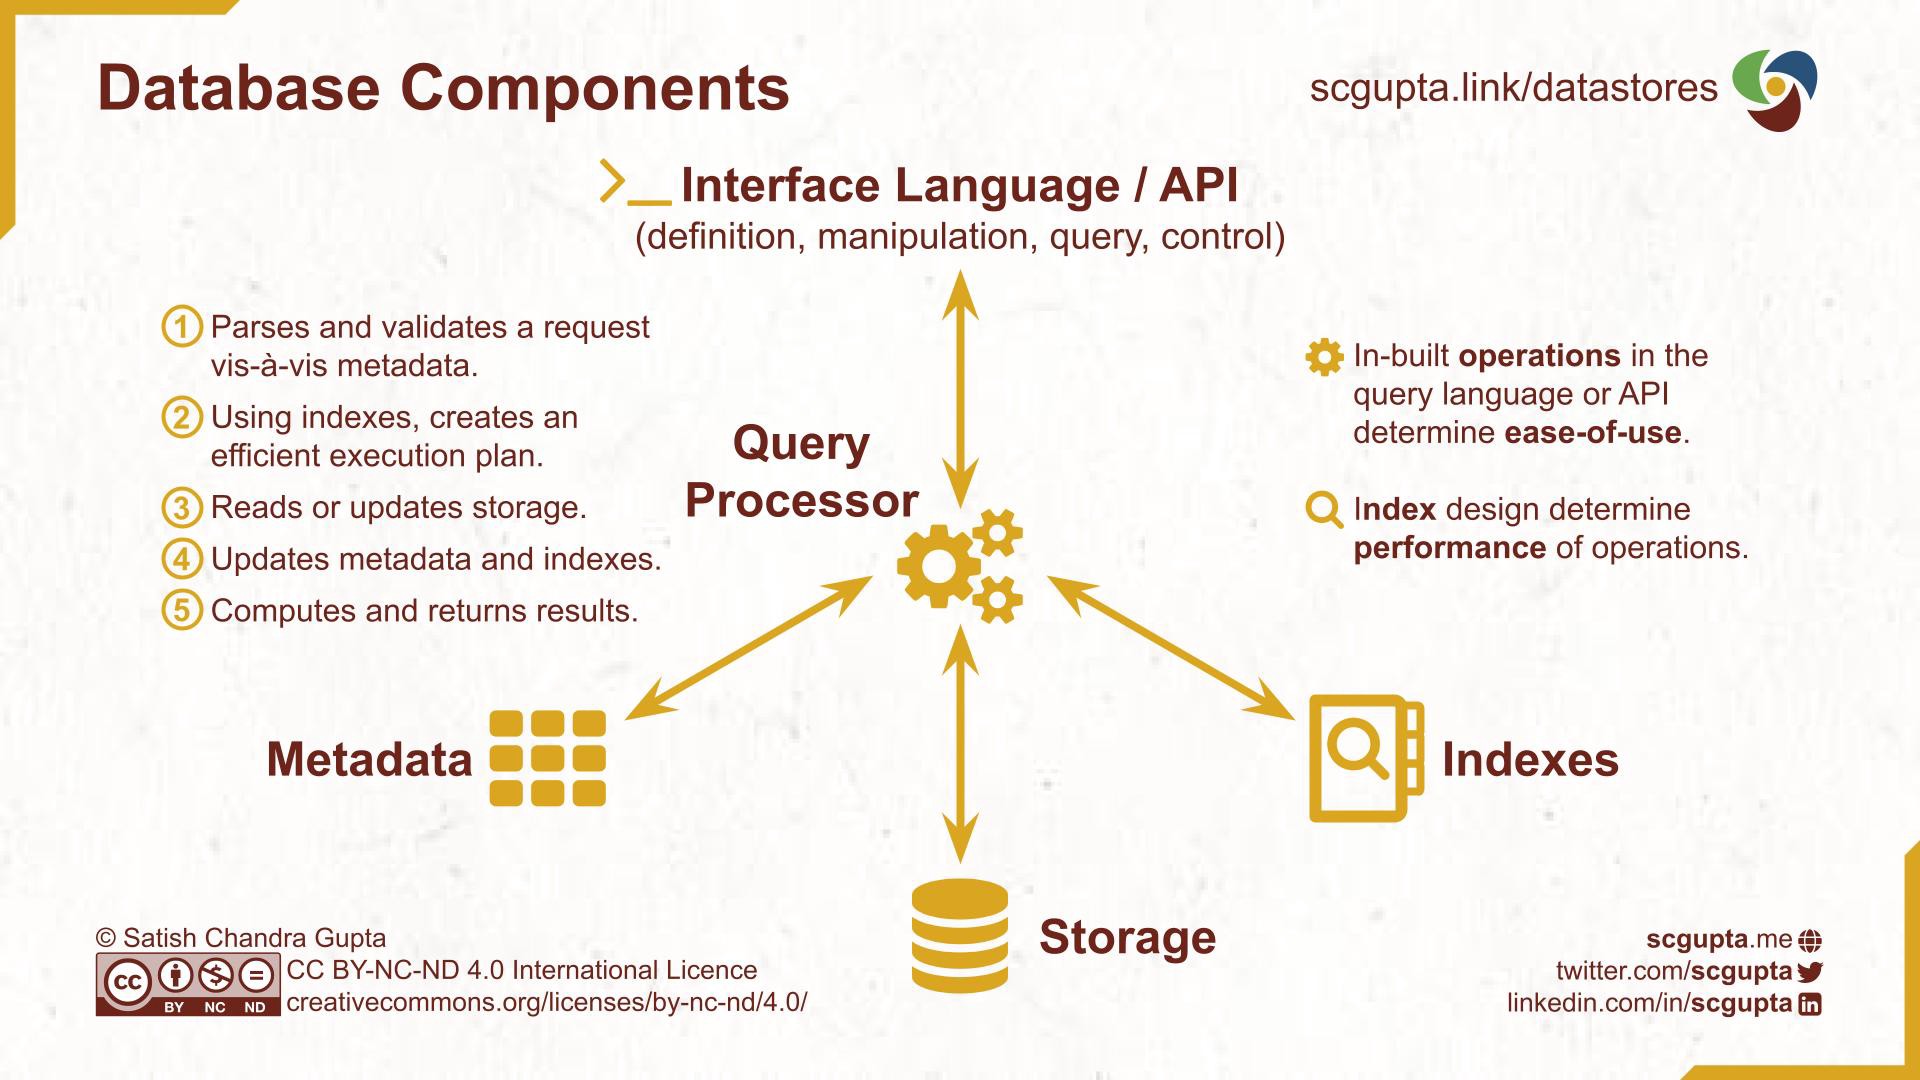 Database Components
scgupta.link/datastores
Interface Language / API
(definition, manipulation, query, control)
1 Parses and validates a request
vis-à-vis metadata.
2 Using indexes, creates an
efficient execution plan.
3 Reads or updates storage.
4 Updates metadata and indexes.
5 Computes and returns results.
Query
Processor
In-built operations in the
query language or API
determine ease-of-use.
Index design determine
performance of operations.
Metadata
Indexes
Storage
© Satish Chandra Gupta
cc BY NC ND
CC BY-NC-ND 4.0 International Licence
creativecommons.org/licenses/by-nc-nd/4.0/
scgupta.me
twitter.com/scgupta
linkedin.com/in/scgupta in